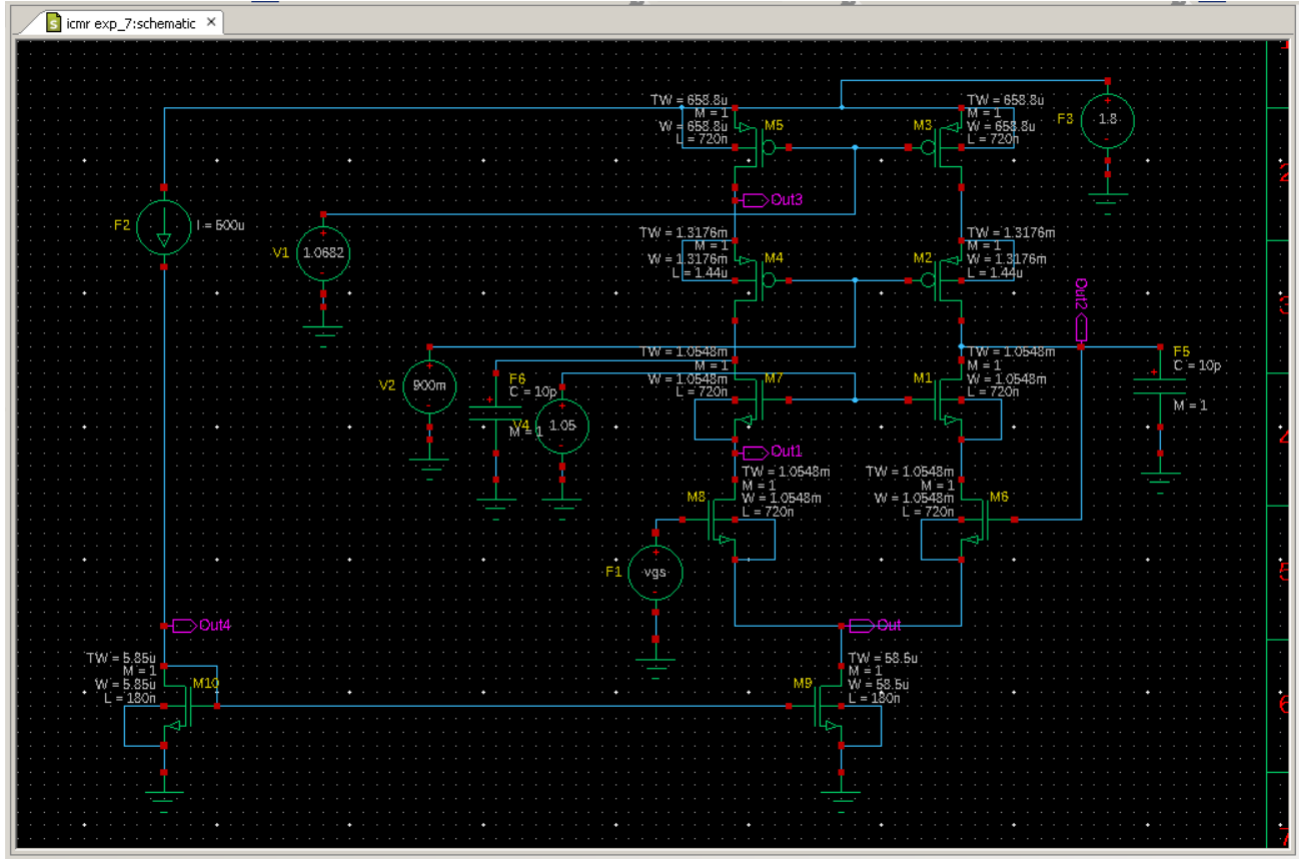 icmr exp_7:schematic ×
TW = 658.8u
M = 1
W = 658.8u
L = 720n
M5
M3
TW = 658.8u
M = 1
W = 658.8u
L = 720n
F3
1.8
Out3
F2
I = 500u
V1
1.0682
TW = 1.3176m
M = 1
W = 1.3176m
L = 1.44u
M4
M2
TW = 1.3176m
M = 1
W = 1.3176m
L = 1.44u
Out2
V2
900m
F6
C = 10p
M = 1
V4
1.05
TW = 1.0548m
M = 1
W = 1.0548m
L = 720n
M7
M1
TW = 1.0548m
M = 1
W = 1.0548m
L = 720n
F5
C = 10p
M = 1
Out1
M8
TW = 1.0548m
M = 1
W = 1.0548m
L = 720n
TW = 1.0548m
M = 1
W = 1.0548m
L = 720n
M6
F1
vgs
Out4
Out
TW = 5.85u
M = 1
W = 5.85u
L = 180n
M10
M9
TW = 58.5u
M = 1
W = 58.5u
L = 180n
2
3
4
5
6